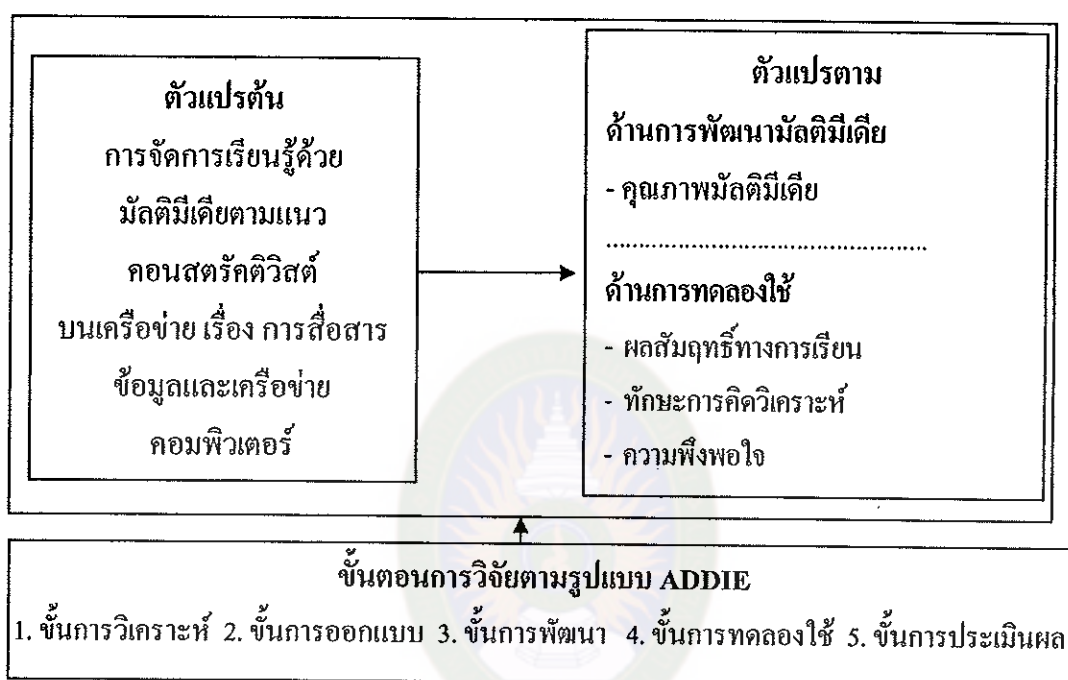 ตัวแปรต้น
การจัดการเรียนรู้ด้วย
มัลติมีเดียตามแนว
คอนสตรัคติวิสต์
บนเครือข่าย เรื่อง การสื่อสาร
ข้อมูลและเครือข่าย
คอมพิวเตอร์
ตัวแปรตาม
ด้านการพัฒนามัลติมีเดีย
- คุณภาพมัลติมีเดีย
................................................
ด้านการทดลองใช้
- ผลสัมฤทธิ์ทางการเรียน
- ทักษะการคิดวิเคราะห์
- ความพึงพอใจ
ขั้นตอนการวิจัยตามรูปแบบ ADDIE
1. ขั้นการวิเคราะห์ 2. ขั้นการออกแบบ 3. ขั้นการพัฒนา 4. ขั้นการทดลองใช้ 5. ขั้นการประเมินผล